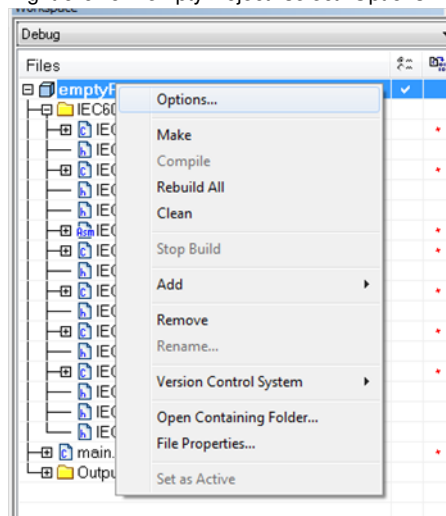 Workspace
Debug
Files
emptyP
IEC60
IEC
IEC
IEC
IEC
IEC
Asm IEC
IEC
IEC
IEC
IEC
IEC
IEC
IEC
IEC
IEC
IEC
main.
Outpu
Options...
Make
Compile
Rebuild All
Clean
Stop Build
Add
Remove
Rename...
Version Control System
Open Containing Folder...
File Properties...
Set as Active